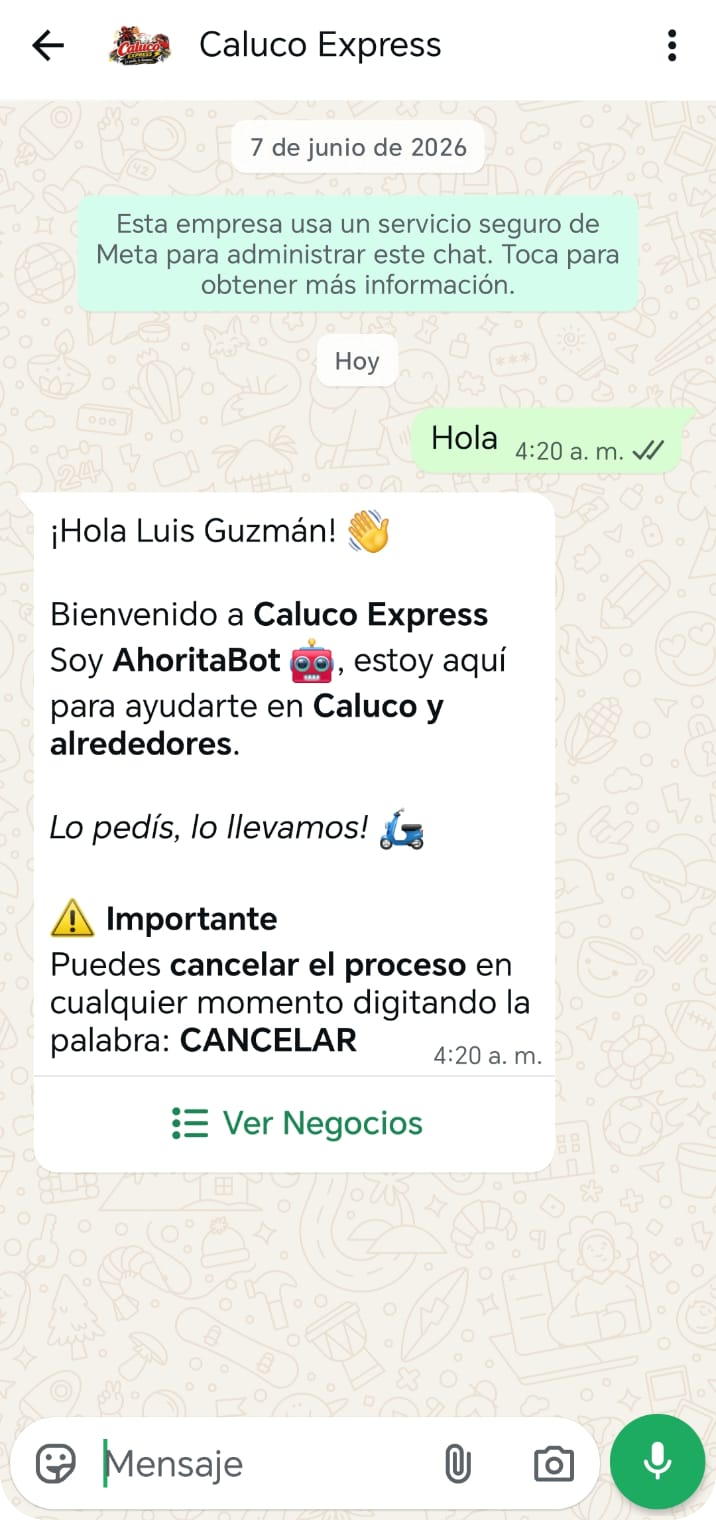 Caluco Express
7 de junio de 2026
Esta empresa usa un servicio seguro de
Meta para administrar este chat. Toca para
obtener más información.
Hoy
Hola 4:20 a. m.
¡Hola Luis Guzmán! 👋
Bienvenido a Caluco Express
Soy AhoritaBot 🤖, estoy aquí
para ayudarte en Caluco y
alrededores.
Lo pedís, lo llevamos! 🛵
⚠️ Importante
Puedes cancelar el proceso en
cualquier momento digitando la
palabra: CANCELAR
4:20 a. m.
Ver Negocios
Mensaje